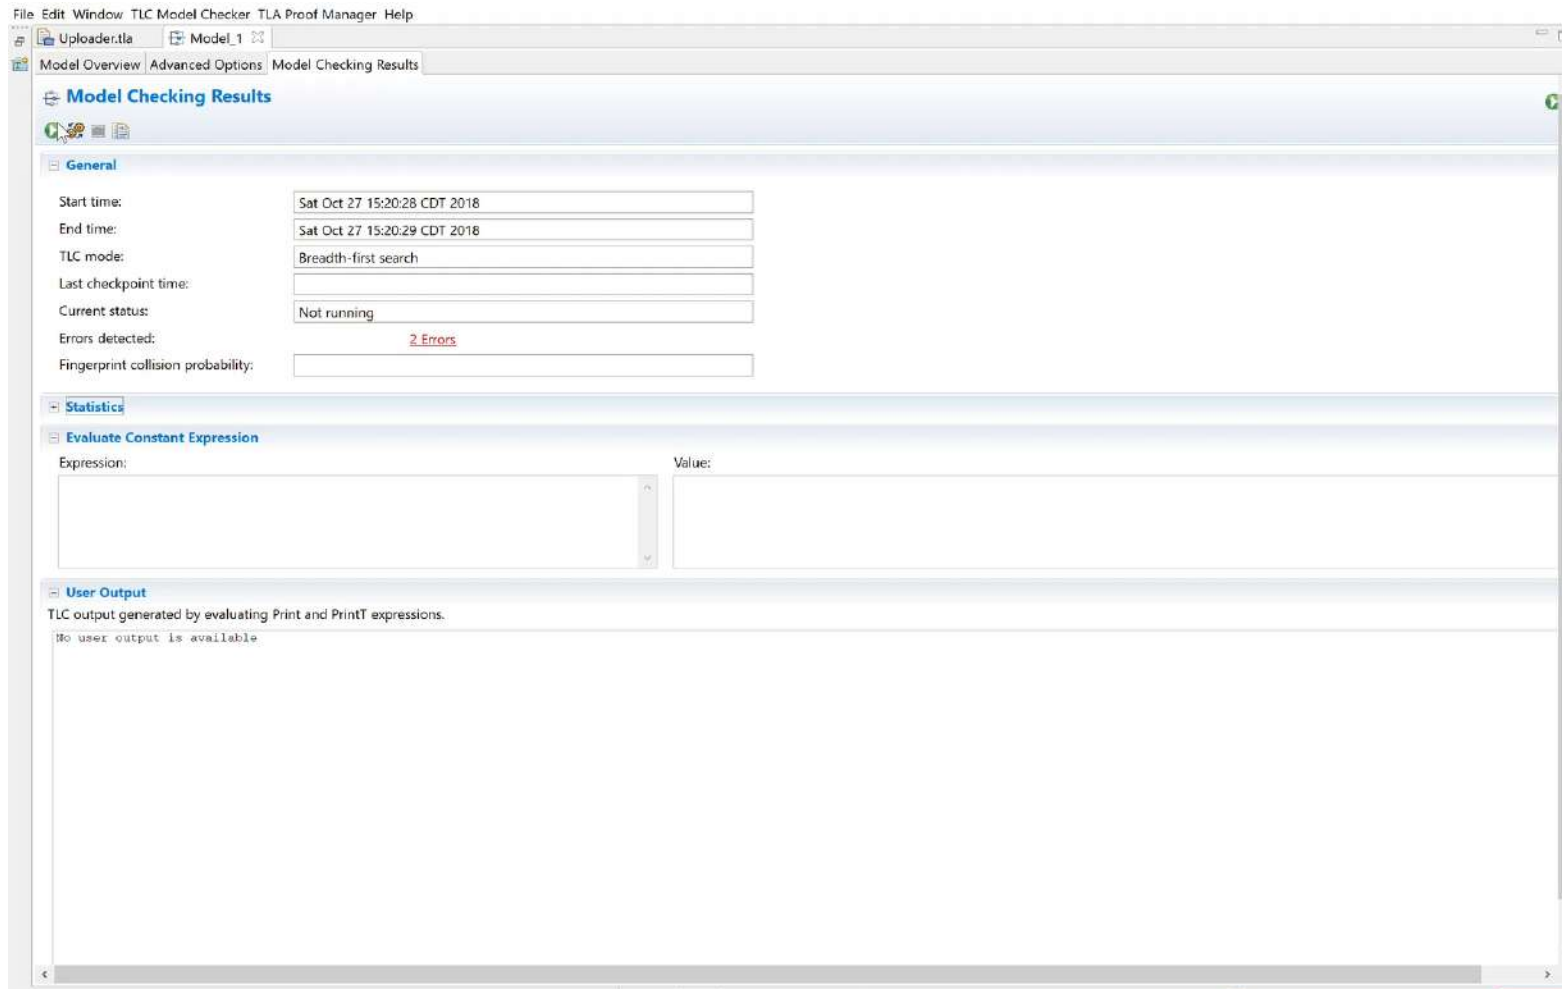 File Edit Window TLC Model Checker TLA Proof Manager Help
Uploader.tla Model_1
Model Overview Advanced Options Model Checking Results
Model Checking Results
General
Start time: Sat Oct 27 15:20:28 CDT 2018
End time: Sat Oct 27 15:20:29 CDT 2018
TLC mode: Breadth-first search
Last checkpoint time:
Current status: Not running
Errors detected: 2 Errors
Fingerprint collision probability:
Statistics
Evaluate Constant Expression
Expression: Value:
User Output
TLC output generated by evaluating Print and PrintT expressions.
No user output is available